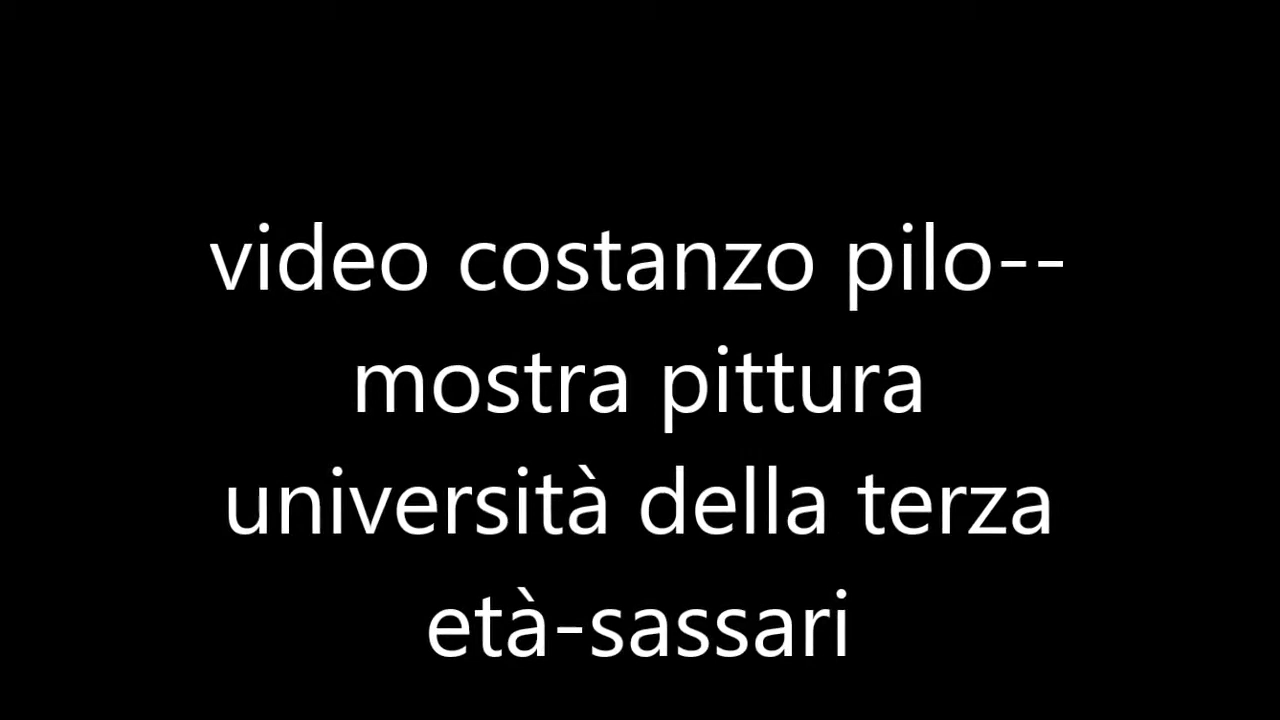 video costanzo pilo--
mostra pittura
università della terza
età-sassari